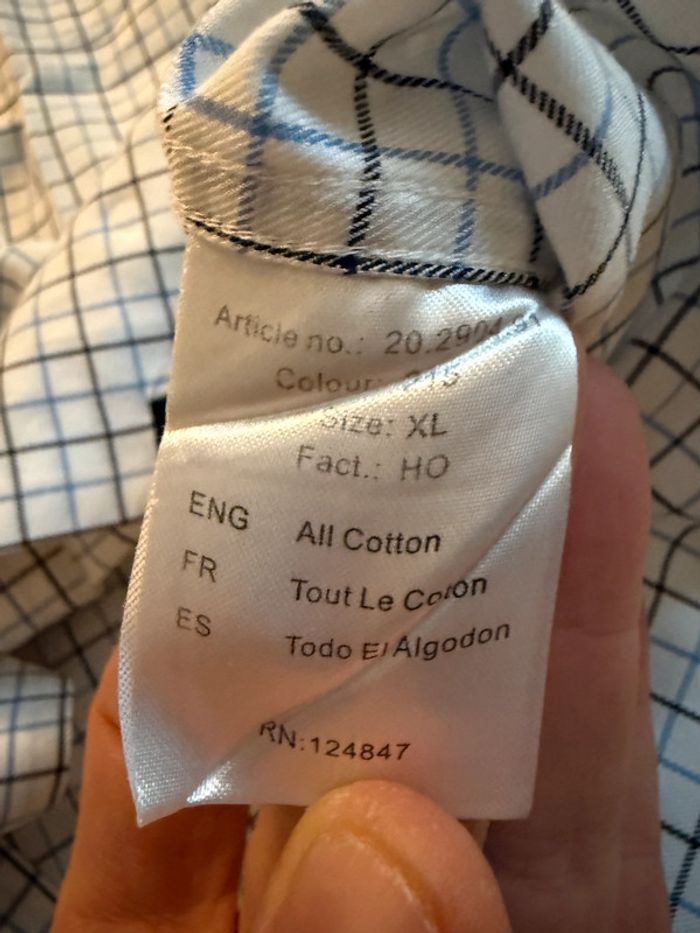 Article no.:
Colour:
Size: XL
Fact.: HO
ENG All Cotton
FR Tout Le Coton
ES Todo El Algodon
RN:124847